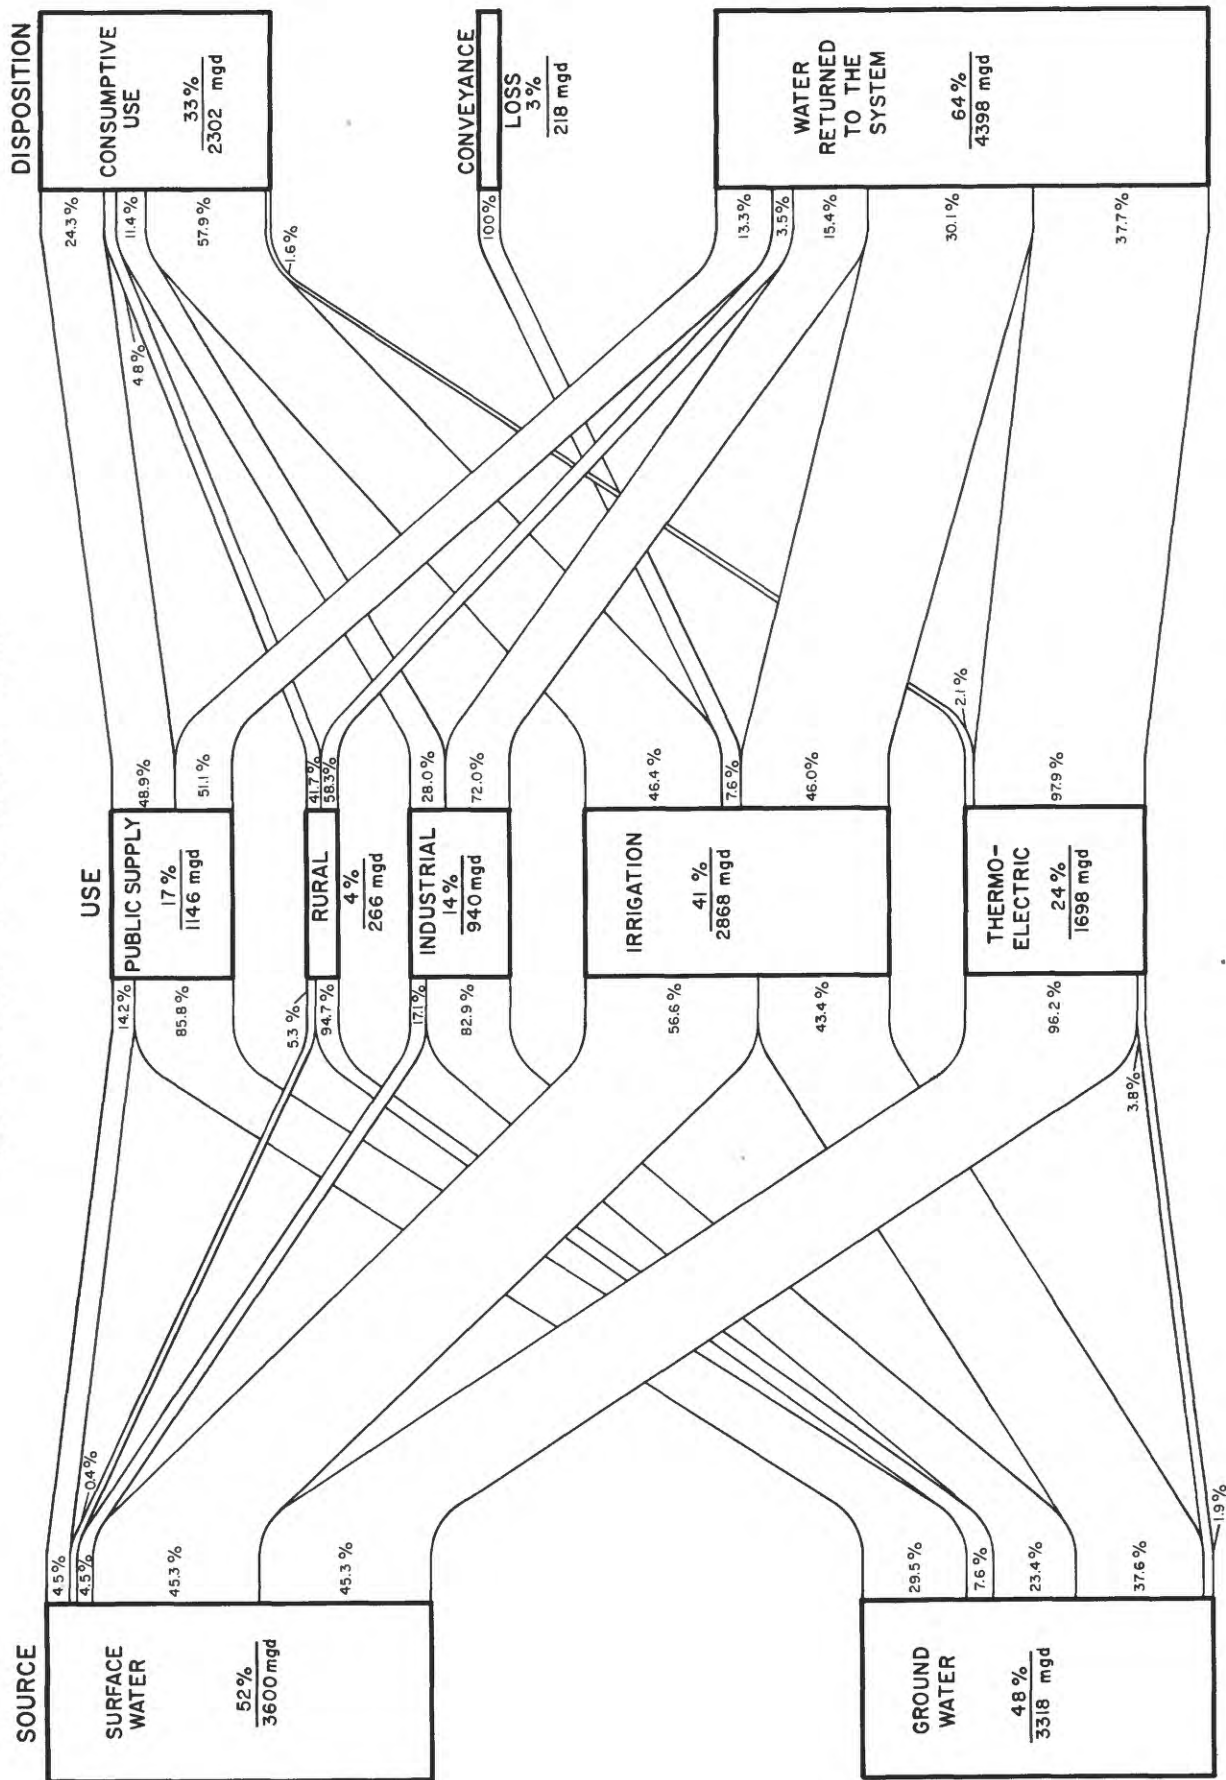 DISPOSITION
CONSUMPTIVE
USE
33%
2302 mgd
CONVEYANCE
LOSS
3%
218 mgd
WATER
RETURNED
TO THE
SYSTEM
64%
4398 mgd
24.3%
4.8%
11.4%
57.9%
1.6%
100%
13.3%
3.5%
15.4%
30.1%
37.7%
USE
48.9%
51.1%
41.7%
58.3%
28.0%
72.0%
46.4%
7.6%
46.0%
2.1%
97.9%
PUBLIC SUPPLY
17%
1146 mgd
RURAL
4%
266 mgd
INDUSTRIAL
14%
940 mgd
IRRIGATION
41 %
2868 mgd
THERMO-
ELECTRIC
24%
1698 mgd
14.2%
85.8%
5.3%
94.7%
17.1%
82.9%
56.6%
43.4%
96.2%
3.8%
SOURCE
4.5%
0.4%
4.5%
45.3%
45.3%
29.5%
7.6%
23.4%
37.6%
1.9%
SURFACE
WATER
52%
3600 mgd
GROUND
WATER
48%
3318 mgd